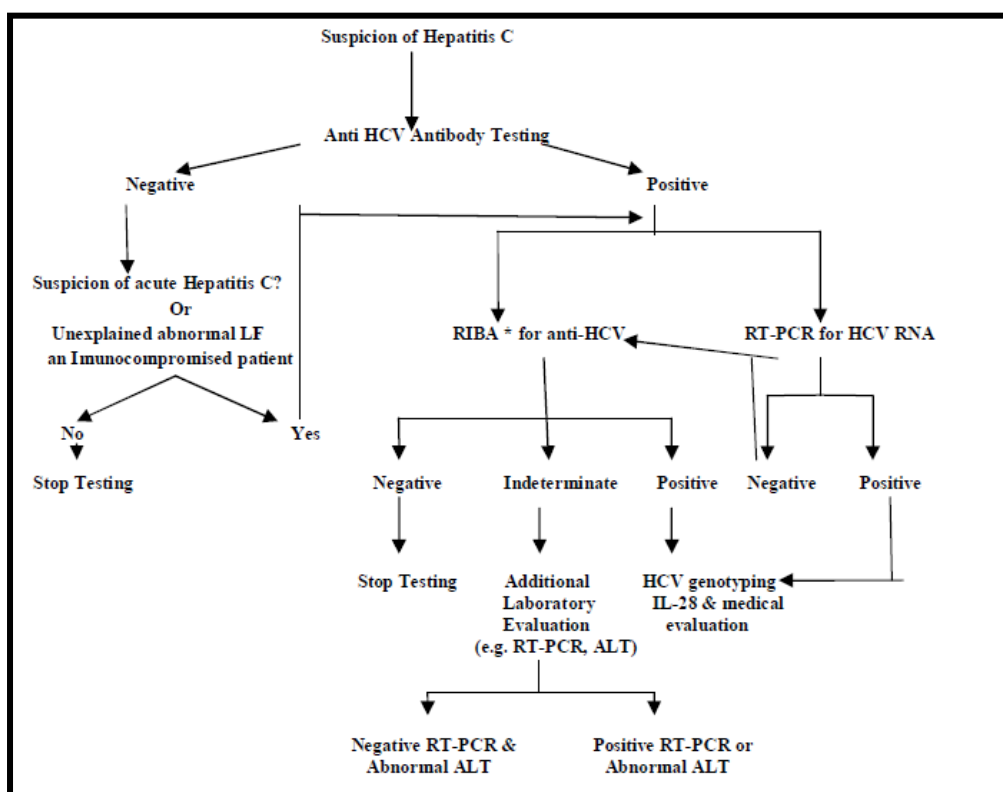 Suspicion of Hepatitis C
Anti HCV Antibody Testing
Negative
Positive
Suspicion of acute Hepatitis C?
Or
Unexplained abnormal LF
an Imunocompromised patient
No
Yes
Stop Testing
RIBA * for anti-HCV
RT-PCR for HCV RNA
Negative
Indeterminate
Positive
Negative
Positive
Stop Testing
Additional
Laboratory
Evaluation
(e.g. RT-PCR, ALT)
HCV genotyping
IL-28 & medical
evaluation
Negative RT-PCR &
Abnormal ALT
Positive RT-PCR or
Abnormal ALT